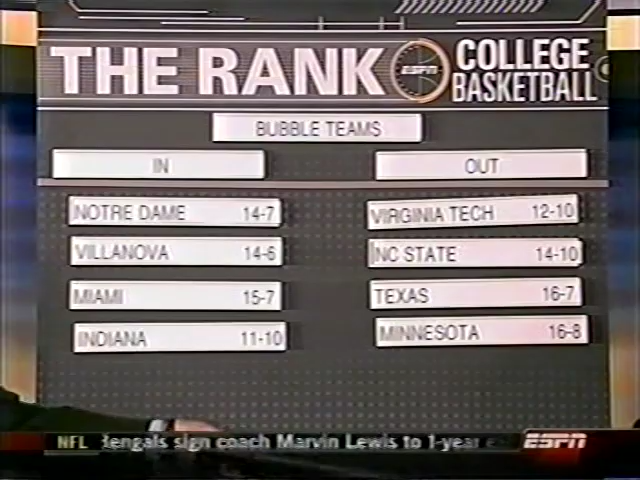 THE RANK
ESPN
COLLEGE
BASKETBALL
BUBBLE TEAMS
IN
OUT
NOTRE DAME 14-7
VIRGINIA TECH 12-10
VILLANOVA 14-6
NC STATE 14-10
MIAMI 15-7
TEXAS 16-7
INDIANA 11-10
MINNESOTA 16-8
NFL Bengals sign coach Marvin Lewis to 1-year
ESPN